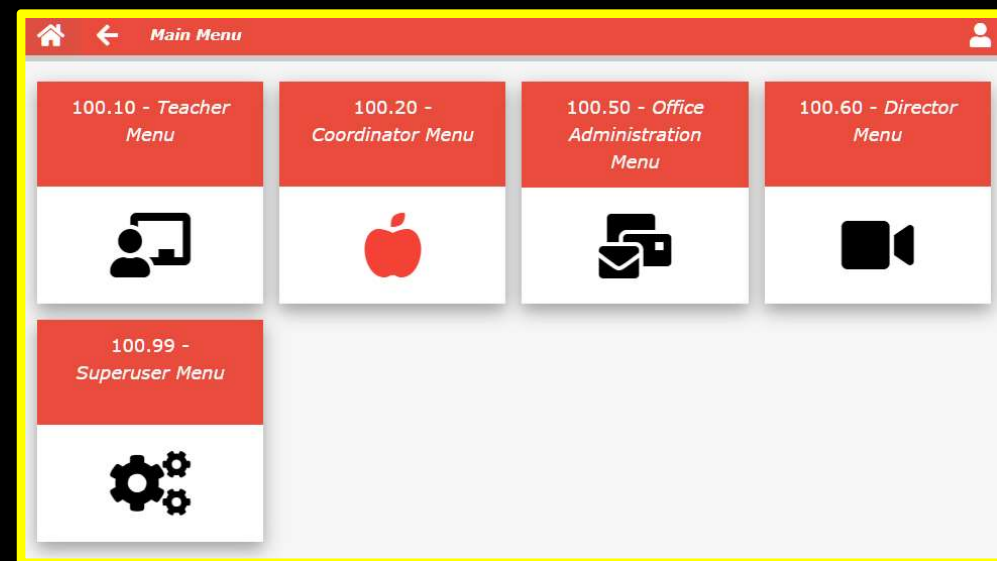 Main Menu
100.10 - Teacher
Menu
100.20 -
Coordinator Menu
100.50 - Office
Administration
Menu
100.60 - Director
Menu
100.99 -
Superuser Menu